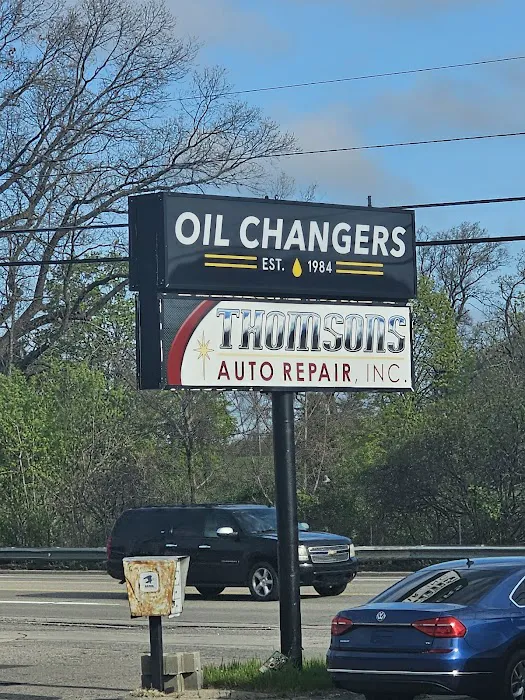 OIL CHANGERS
EST. 1984
THOMSONS
AUTO REPAIR, INC.